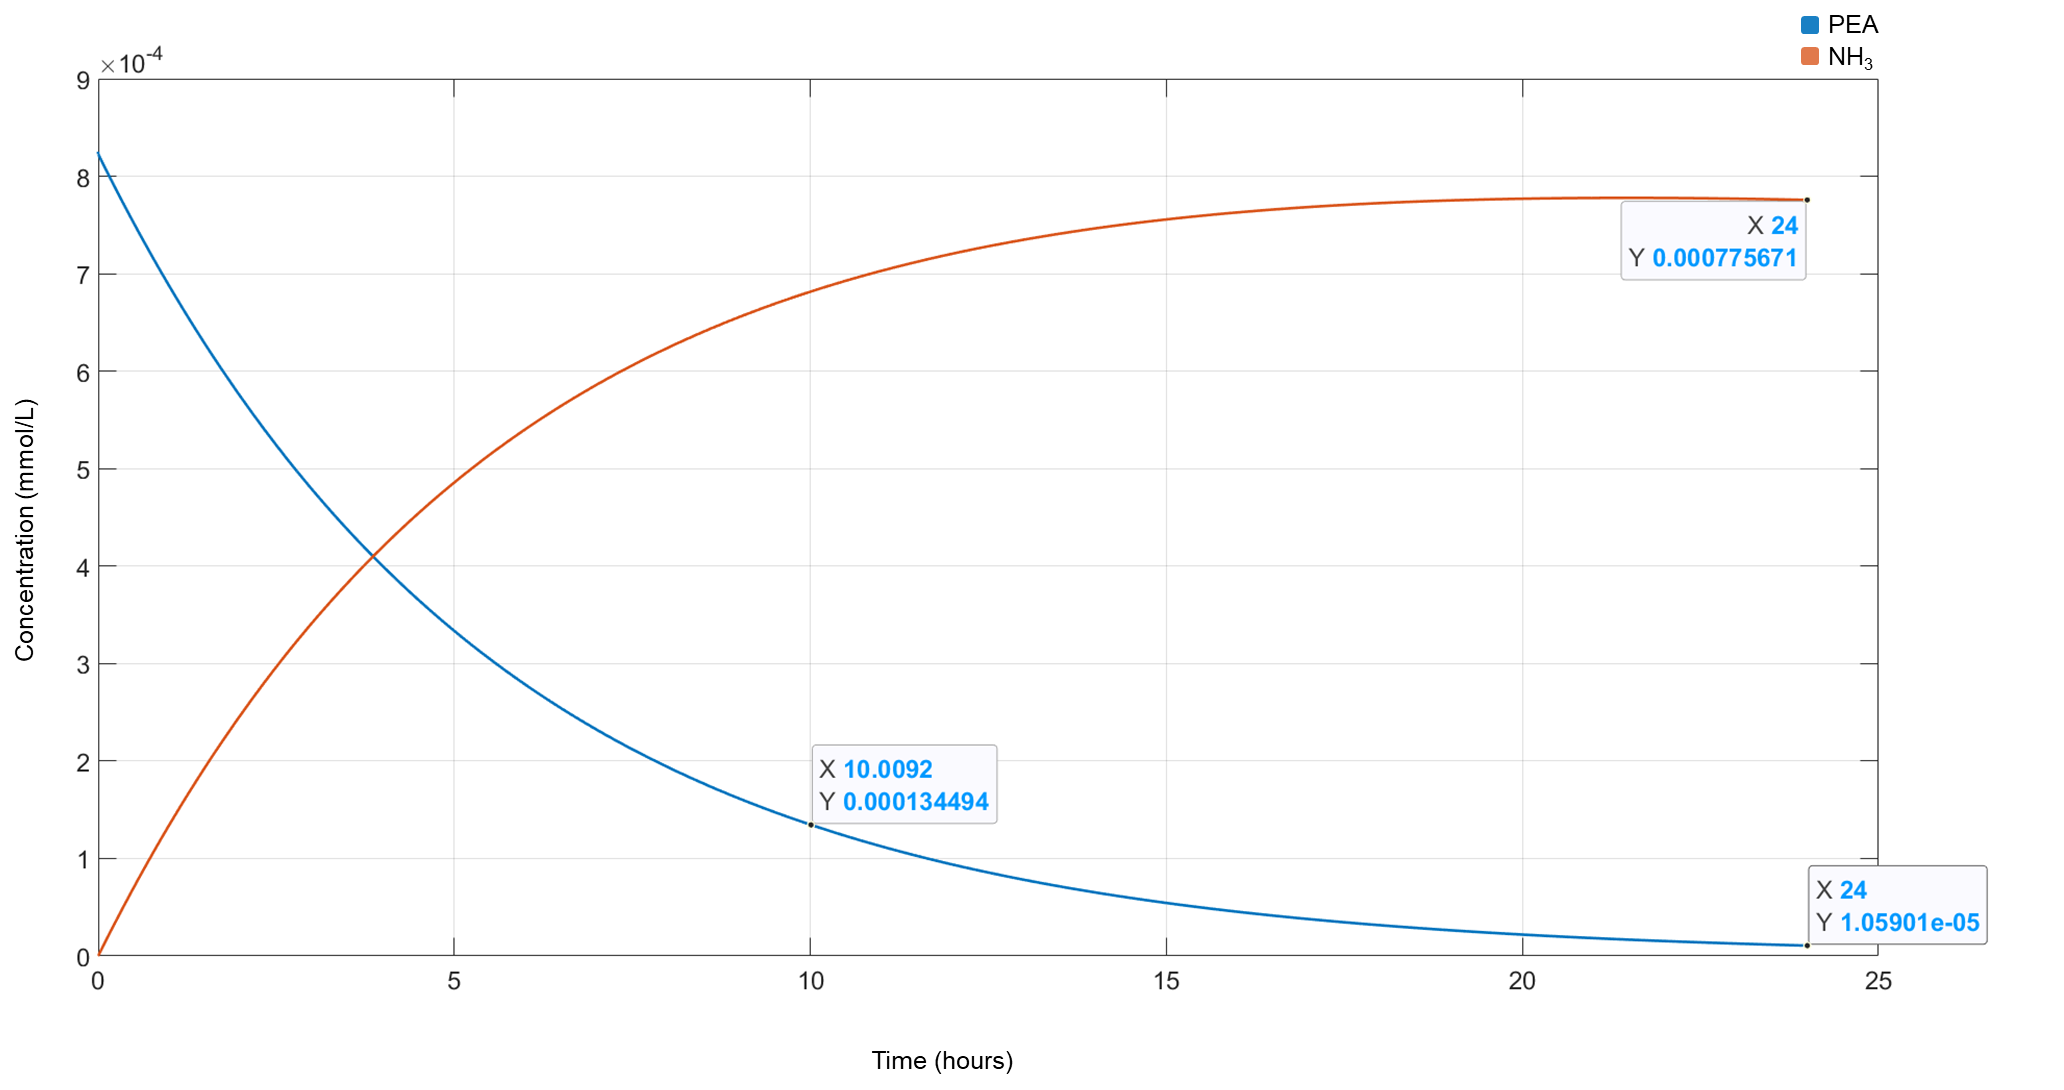 PEA
NH₃
×10⁻⁴
9
8
7
6
5
4
3
2
1
0
Concentration (mmol/L)
X 24
Y 0.000775671
X 10.0092
Y 0.000134494
X 24
Y 1.05901e-05
0 5 10 15 20 25
Time (hours)